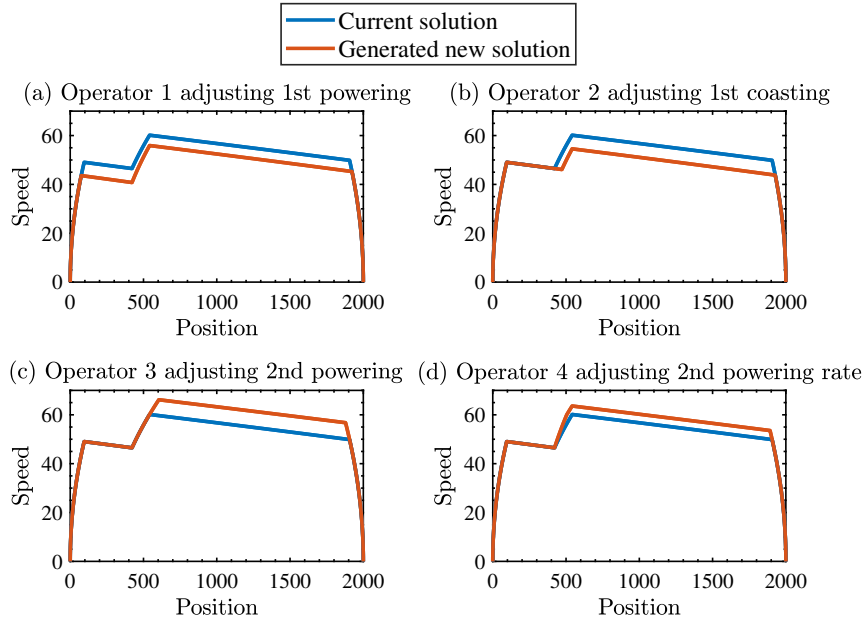 Current solution
Generated new solution
(a) Operator 1 adjusting 1st powering
(b) Operator 2 adjusting 1st coasting
60
40
20
0
Speed
0 500 1000 1500 2000
Position
60
40
20
0
Speed
0 500 1000 1500 2000
Position
(c) Operator 3 adjusting 2nd powering
(d) Operator 4 adjusting 2nd powering rate
60
40
20
0
Speed
0 500 1000 1500 2000
Position
60
40
20
0
Speed
0 500 1000 1500 2000
Position